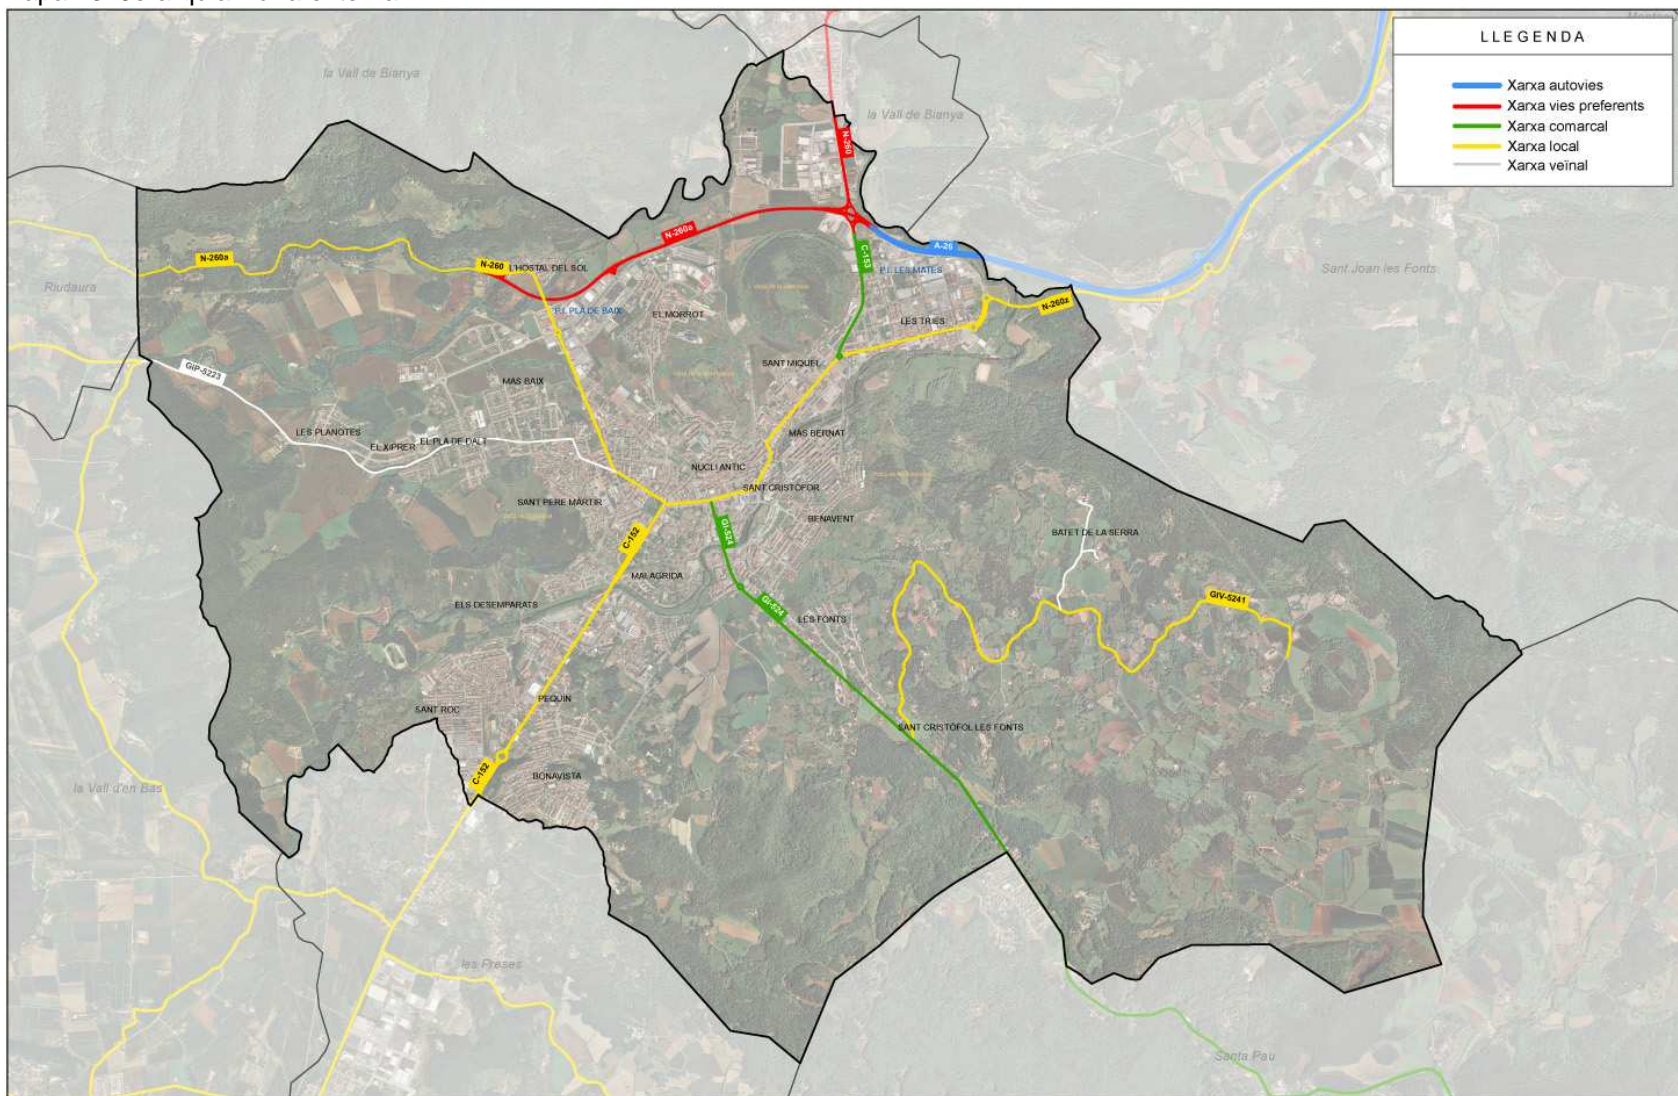 la Vall de Bianya
la Vall de Bianya
LLEGENDA
Xarxa autovies
Xarxa vies preferents
Xarxa comarcal
Xarxa local
Xarxa veïnal
N-260
N-260a
N-260a
N-260
L'HOSTAL DEL SOL
A-26
C-153
P.I. LES MATES
Sant Joan les Fonts
Riudaura
P.I. PLA DE BAIX
EL MORROT
LES TRIES
N-260z
SANT MIQUEL
GIP-5223
MAS BAIX
LES PLANOTES
EL XIPRER
EL PLA DE DALT
MAS BERNAT
NUCLI ANTIC
SANT CRISTÒFOR
SANT PERE MÀRTIR
BENAVENT
C-152
GI-524
BATET DE LA SERRA
MALAGRIDA
ELS DESEMPARATS
GI-524
LES FONTS
GIV-5241
PEQUIN
SANT ROC
SANT CRISTÒFOL LES FONTS
C-152
BONAVISTA
la Vall d'en Bas
les Preses
Santa Pau